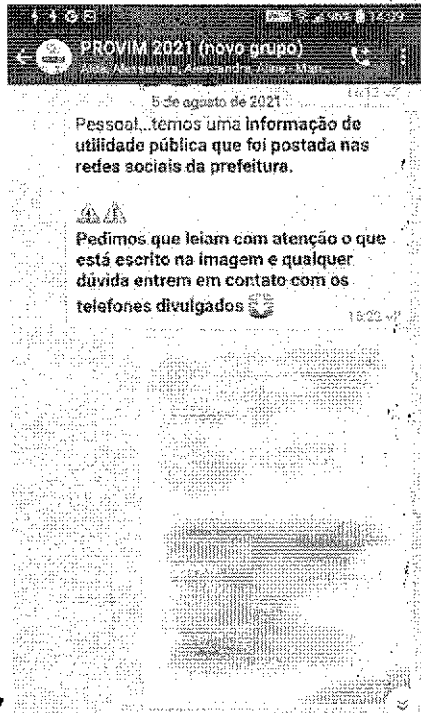 14:39
PROVIM 2021 (novo grupo)
5 de agosto de 2021
Pessoal...temos uma informação de
utilidade pública que foi postada nas
redes sociais da prefeitura.
Pedimos que leiam com atenção o que
está escrito na imagem e qualquer
dúvida entrem em contato com os
telefones divulgados